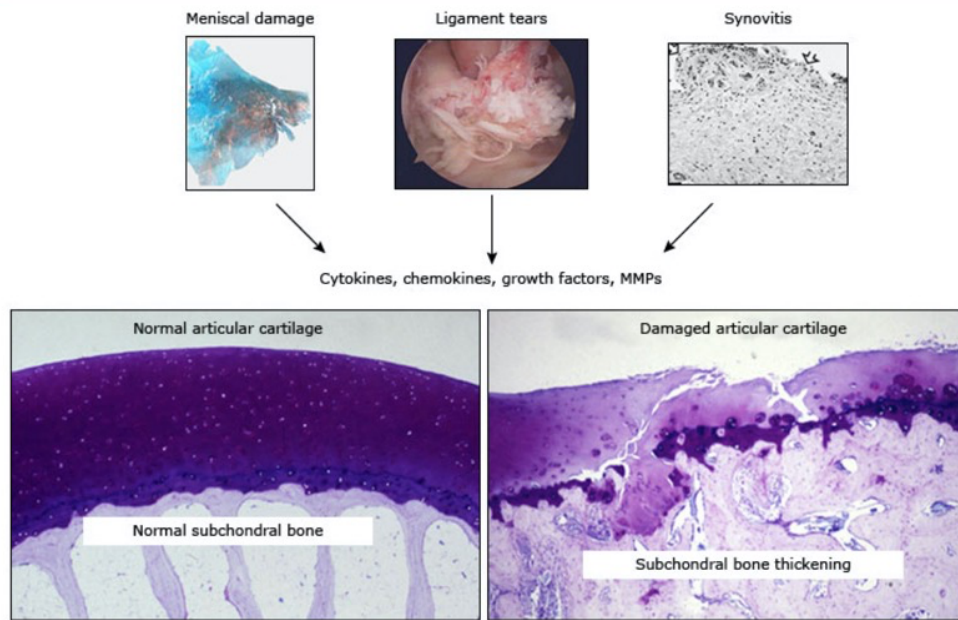 Meniscal damage
Ligament tears
Synovitis
Cytokines, chemokines, growth factors, MMPs
Normal articular cartilage
Damaged articular cartilage
Normal subchondral bone
Subchondral bone thickening